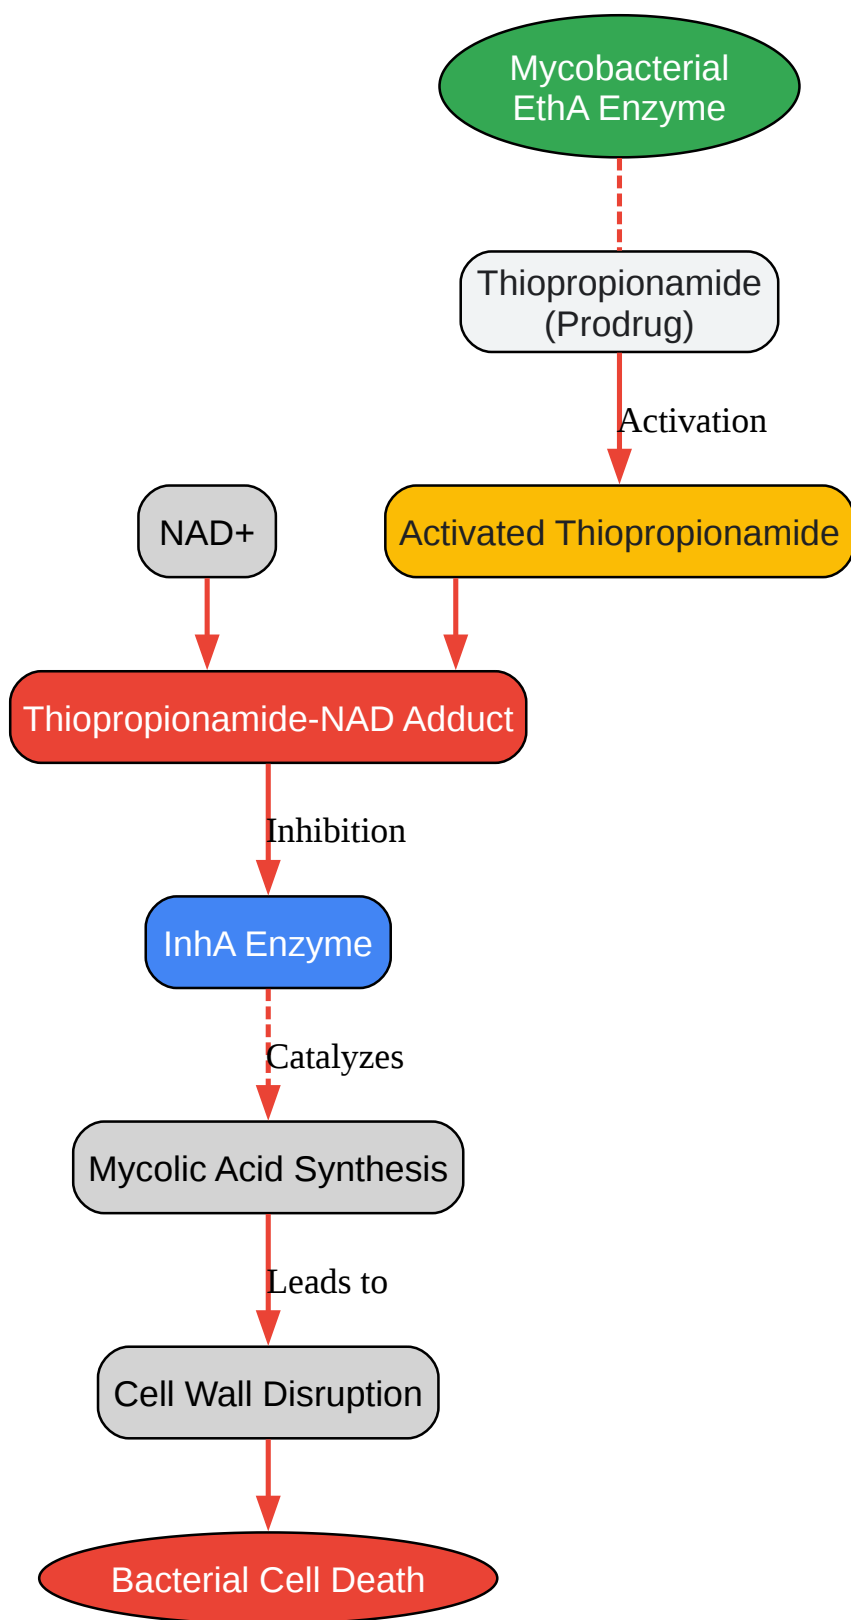 Mycobacterial
EthA Enzyme
Thiopropionamide
(Prodrug)
Activation
NAD+
Activated Thiopropionamide
Thiopropionamide-NAD Adduct
Inhibition
InhA Enzyme
Catalyzes
Mycolic Acid Synthesis
Leads to
Cell Wall Disruption
Bacterial Cell Death